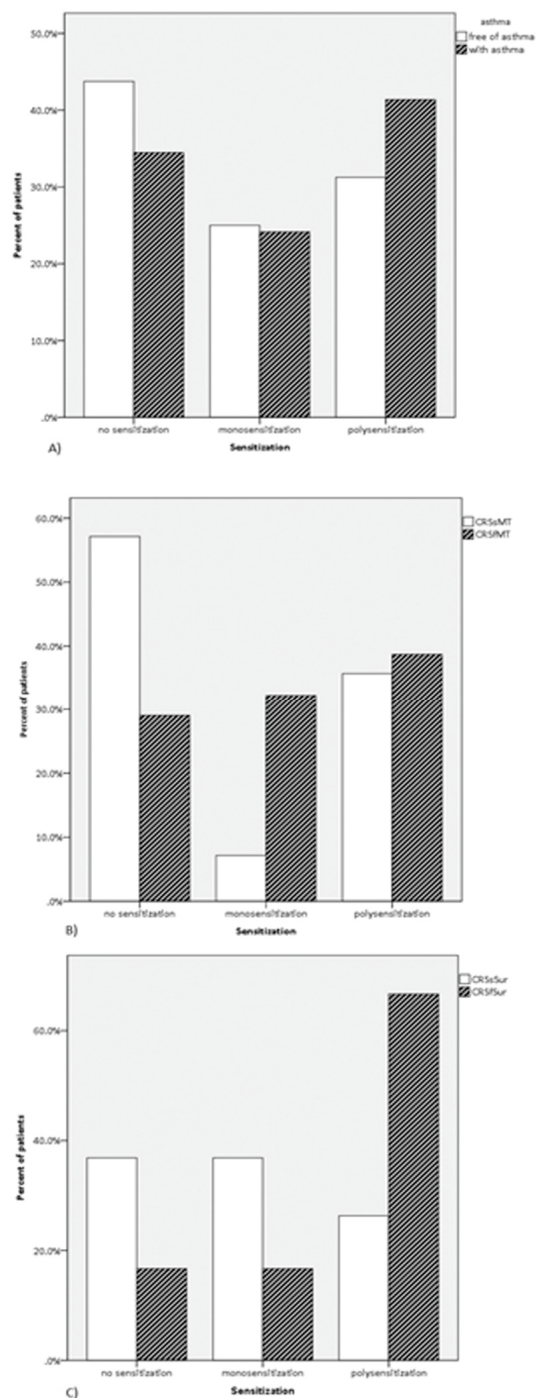 asthma
free of asthma
with asthma
50.0%
40.0%
30.0%
20.0%
10.0%
.0%
Percent of patients
no sensitization
monosensitization
polysensitization
A)
Sensitization
CRSsMT
CRSfMT
60.0%
50.0%
40.0%
30.0%
20.0%
10.0%
.0%
Percent of patients
no sensitization
monosensitization
polysensitization
B)
Sensitization
CRSsSur
CRSfSur
60.0%
40.0%
20.0%
.0%
Percent of patients
no sensitization
monosensitization
polysensitization
C)
Sensitization